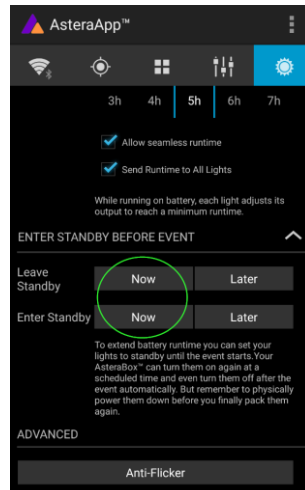 AsteraApp™
3h 4h 5h 6h 7h
Allow seamless runtime
Send Runtime to All Lights
While running on battery, each light adjusts its
output to reach a minimum runtime.
ENTER STANDBY BEFORE EVENT
Leave
Standby
Now
Later
Enter Standby
Now
Later
To extend battery runtime you can set your
lights to standby until the event starts.Your
AsteraBox™ can turn them on again at a
scheduled time and even turn them off after the
event automatically. But remember to physically
power them down before you finally pack them
again.
ADVANCED
Anti-Flicker